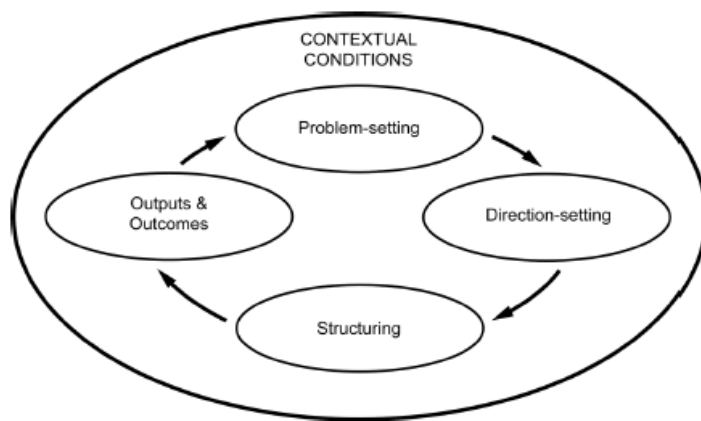 CONTEXTUAL
CONDITIONS
Problem-setting
Outputs &
Outcomes
Direction-setting
Structuring